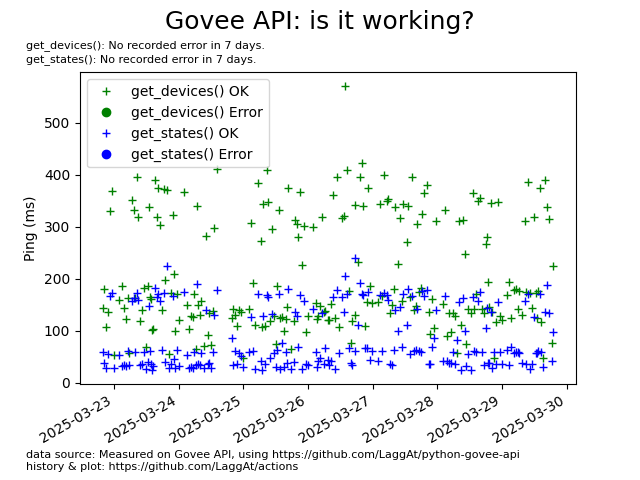 Govee API: is it working?
get_devices(): No recorded error in 7 days.
get_states(): No recorded error in 7 days.
get_devices() OK
get_devices() Error
get_states() OK
get_states() Error
Ping (ms)
500
400
300
200
100
0
2025-03-23
2025-03-24
2025-03-25
2025-03-26
2025-03-27
2025-03-28
2025-03-29
2025-03-30
data source: Measured on Govee API, using https://github.com/LaggAt/python-govee-api
history & plot: https://github.com/LaggAt/actions